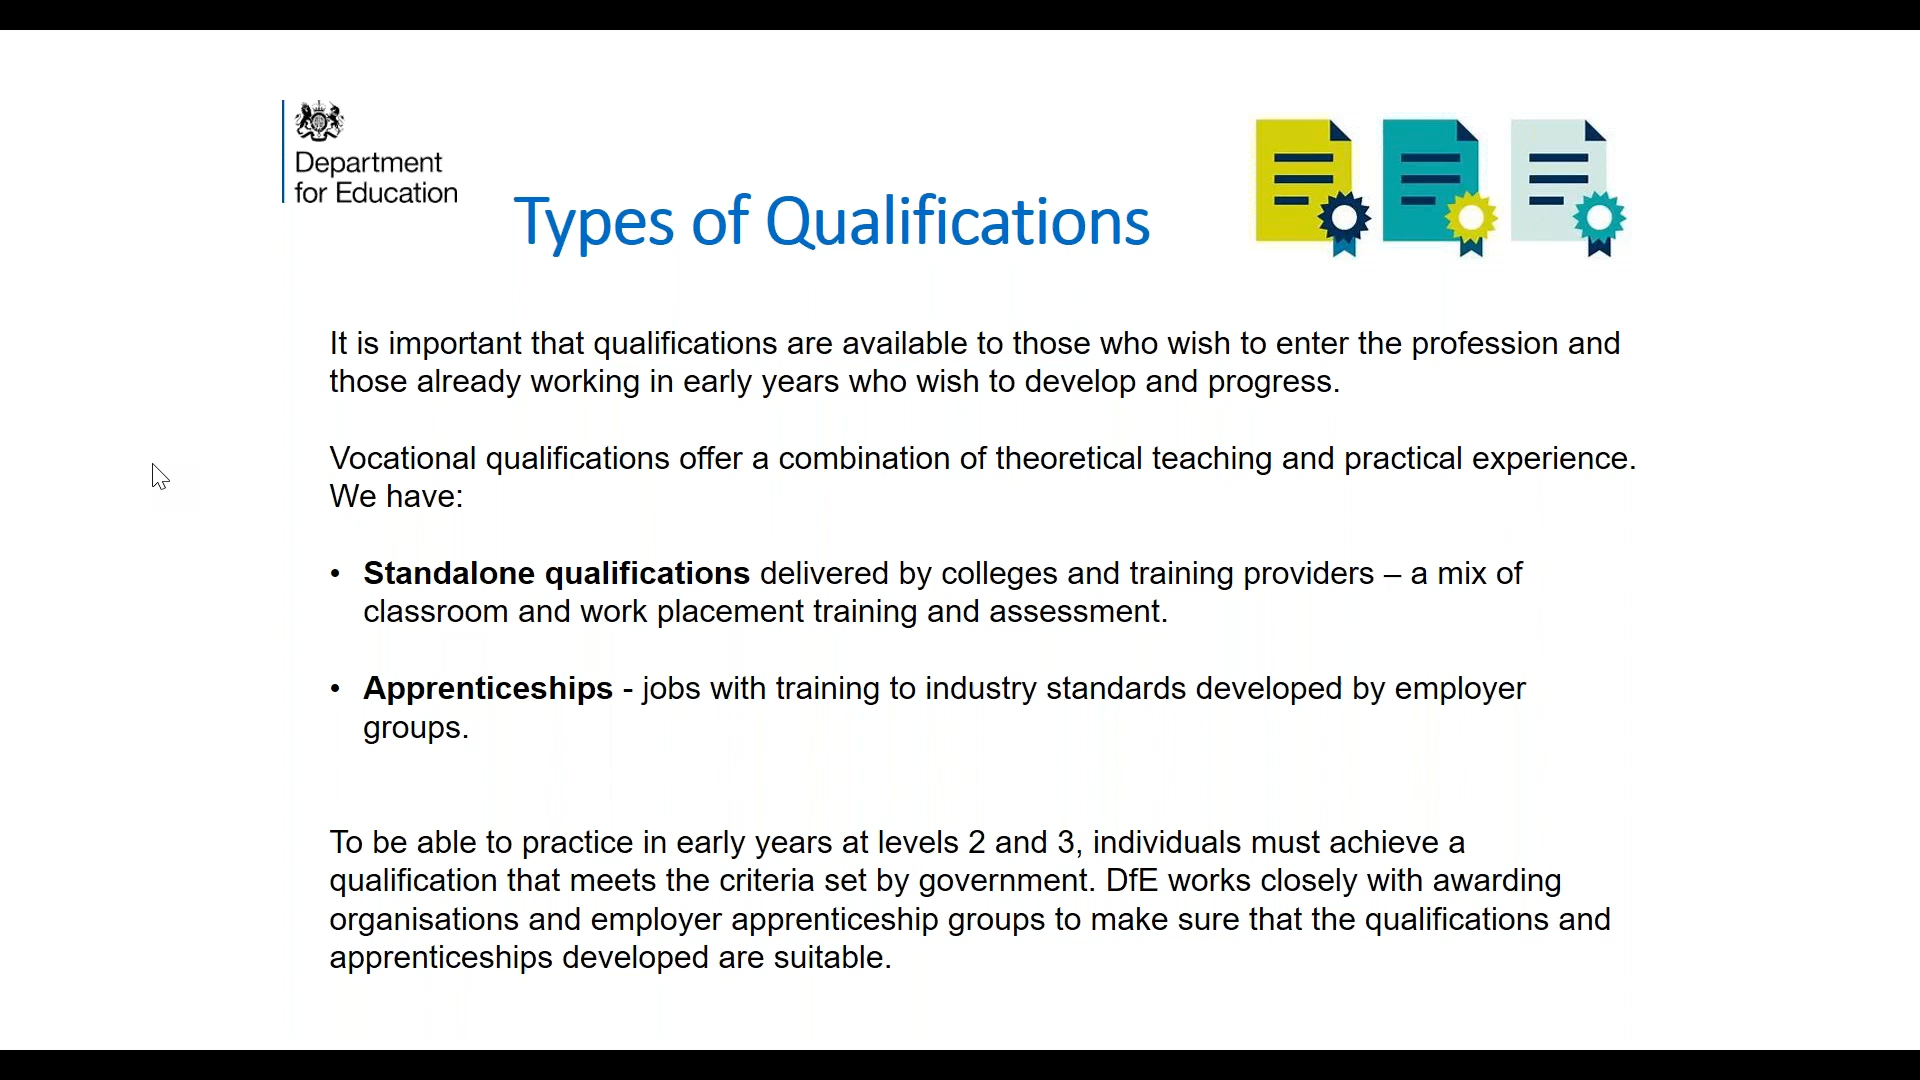 Department
for Education
Types of Qualifications
It is important that qualifications are available to those who wish to enter the profession and
those already working in early years who wish to develop and progress.
Vocational qualifications offer a combination of theoretical teaching and practical experience.
We have:
• Standalone qualifications delivered by colleges and training providers – a mix of
classroom and work placement training and assessment.
• Apprenticeships - jobs with training to industry standards developed by employer
groups.
To be able to practice in early years at levels 2 and 3, individuals must achieve a
qualification that meets the criteria set by government. DfE works closely with awarding
organisations and employer apprenticeship groups to make sure that the qualifications and
apprenticeships developed are suitable.